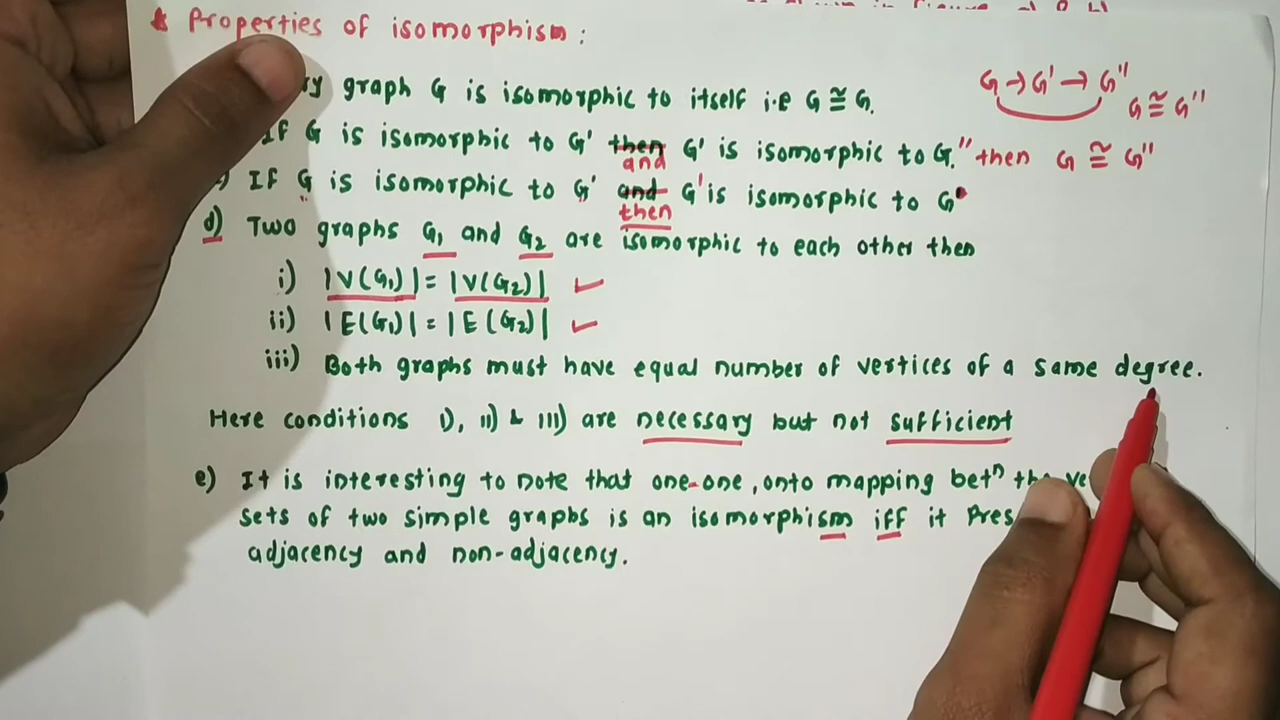 * Properties of isomorphism :
graph G is isomorphic to itself i.e G ≅ G.
G → G' → G''
G ≅ G''
If G is isomorphic to G' then and G' is isomorphic to G.'' then G ≅ G''
If G is isomorphic to G' and then G' is isomorphic to G
d) Two graphs G₁ and G₂ are isomorphic to each other then
i) |V(G₁)| = |V(G₂)| ✓
ii) |E(G₁)| = |E(G₂)| ✓
iii) Both graphs must have equal number of vertices of a same degree.
Here conditions i), ii) & iii) are necessary but not sufficient
e) It is interesting to note that one-one, onto mapping betⁿ
sets of two simple graphs is an isomorphism iff it
adjacency and non-adjacency.